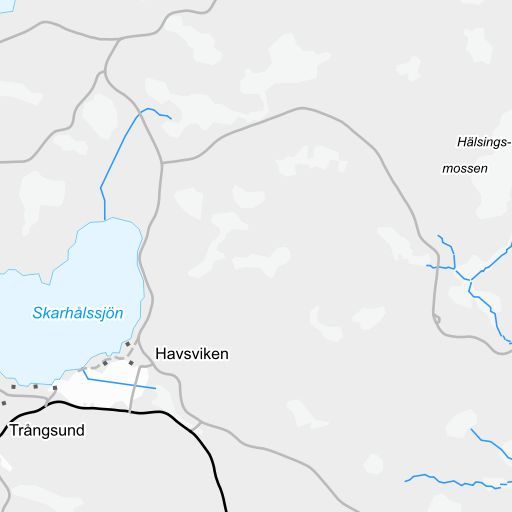 Hälsings-
mossen
Skarhålssjön
Havsviken
Trångsund